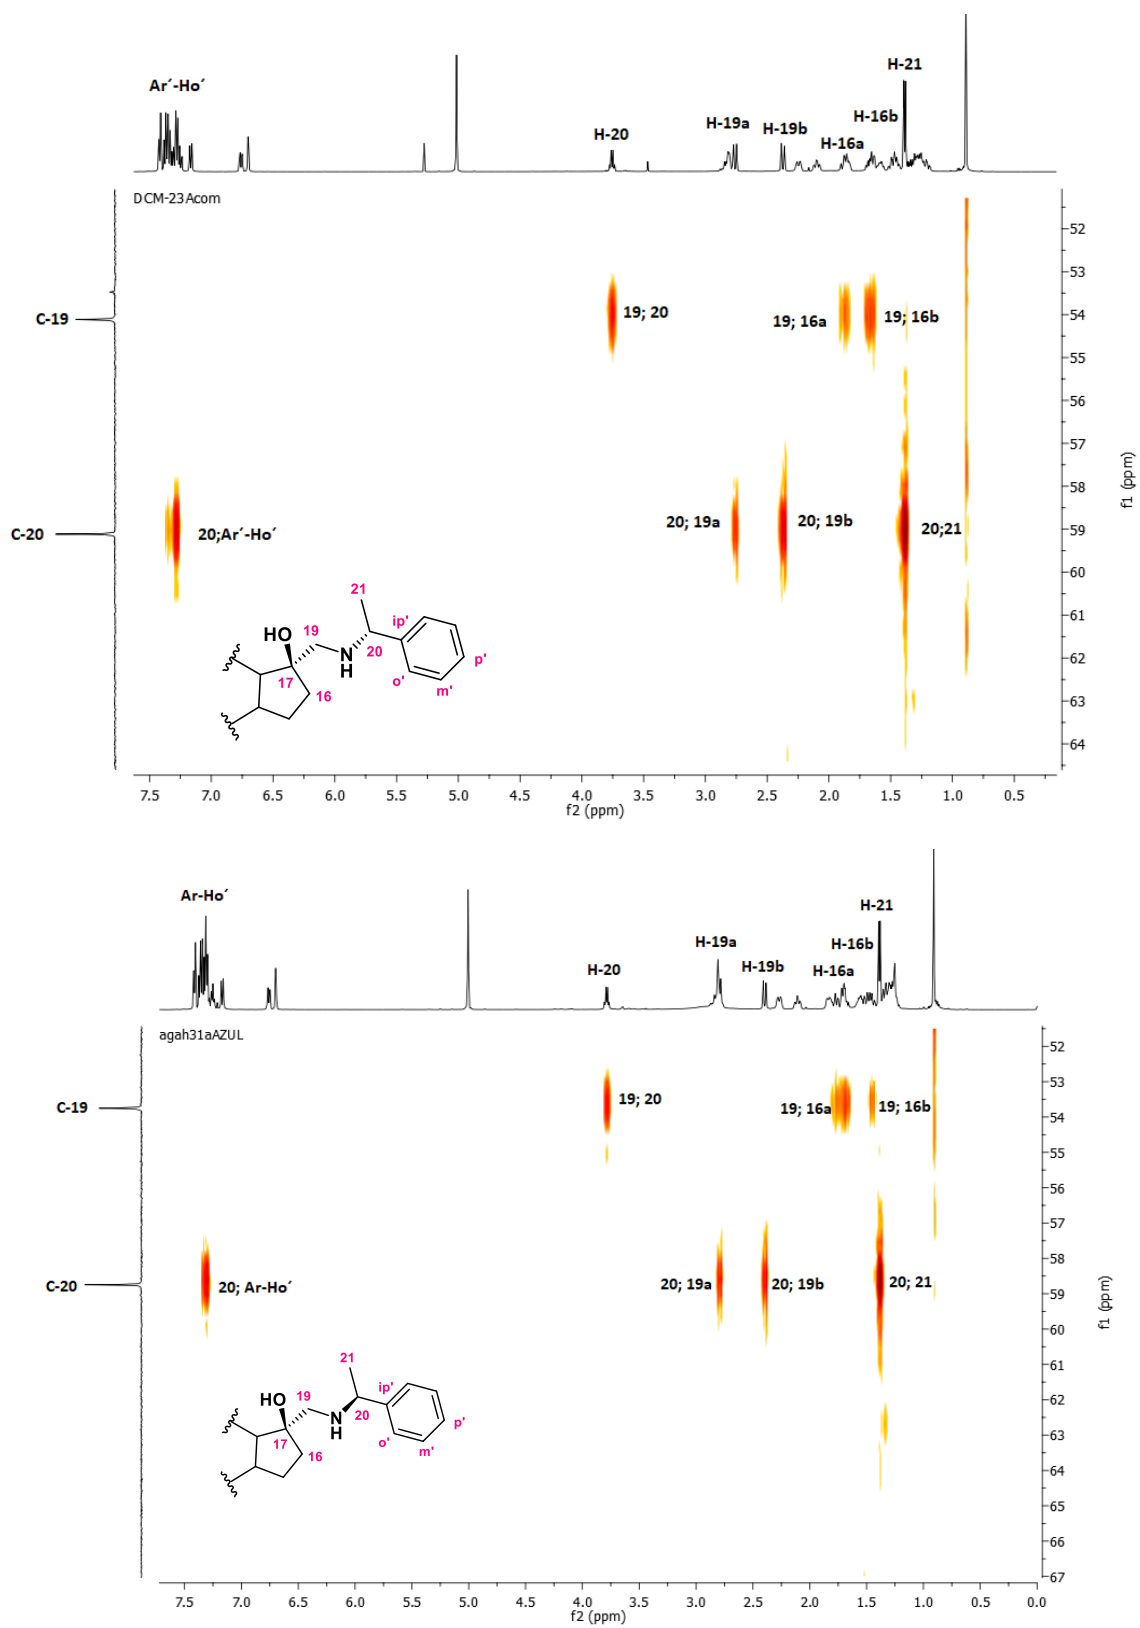 H-21
Ar´-Ho´
H-16b
H-19a
H-19b
H-20
H-16a
DCM-23Acom
52
53
54
55
56
57
58
59
60
61
62
63
64
f1 (ppm)
C-19
19; 20
19; 16a
19; 16b
C-20
20;Ar´-Ho´
20; 19a
20; 19b
20;21
21
HO
19
ip'
N
H
20
p'
17
o'
16
m'
7.5 7.0 6.5 6.0 5.5 5.0 4.5 4.0 3.5 3.0 2.5 2.0 1.5 1.0 0.5
f2 (ppm)
Ar-Ho´
H-21
H-19a
H-16b
H-20
H-19b
H-16a
agah31aAZUL
52
53
54
55
56
57
58
59
60
61
62
63
64
65
66
67
f1 (ppm)
C-19
19; 20
19; 16a
19; 16b
C-20
20; Ar-Ho´
20; 19a
20; 19b
20; 21
21
HO
19
ip'
N
H
20
p'
17
o'
16
m'
7.5 7.0 6.5 6.0 5.5 5.0 4.5 4.0 3.5 3.0 2.5 2.0 1.5 1.0 0.5 0.0
f2 (ppm)